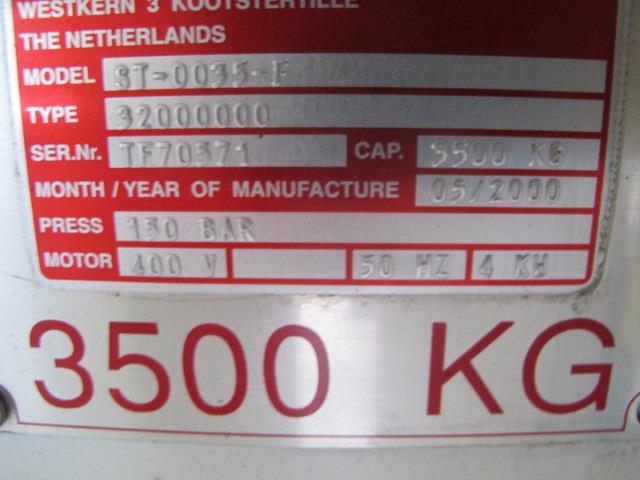 WESTKERN 3 KOOTSTERTILLE
THE NETHERLANDS
MODEL ST-0035-F
TYPE 32000000
SER.Nr. TF70571 CAP. 3500 KG
MONTH / YEAR OF MANUFACTURE 05/2000
PRESS 150 BAR
MOTOR 400 V 50 HZ 4 KW
3500 KG